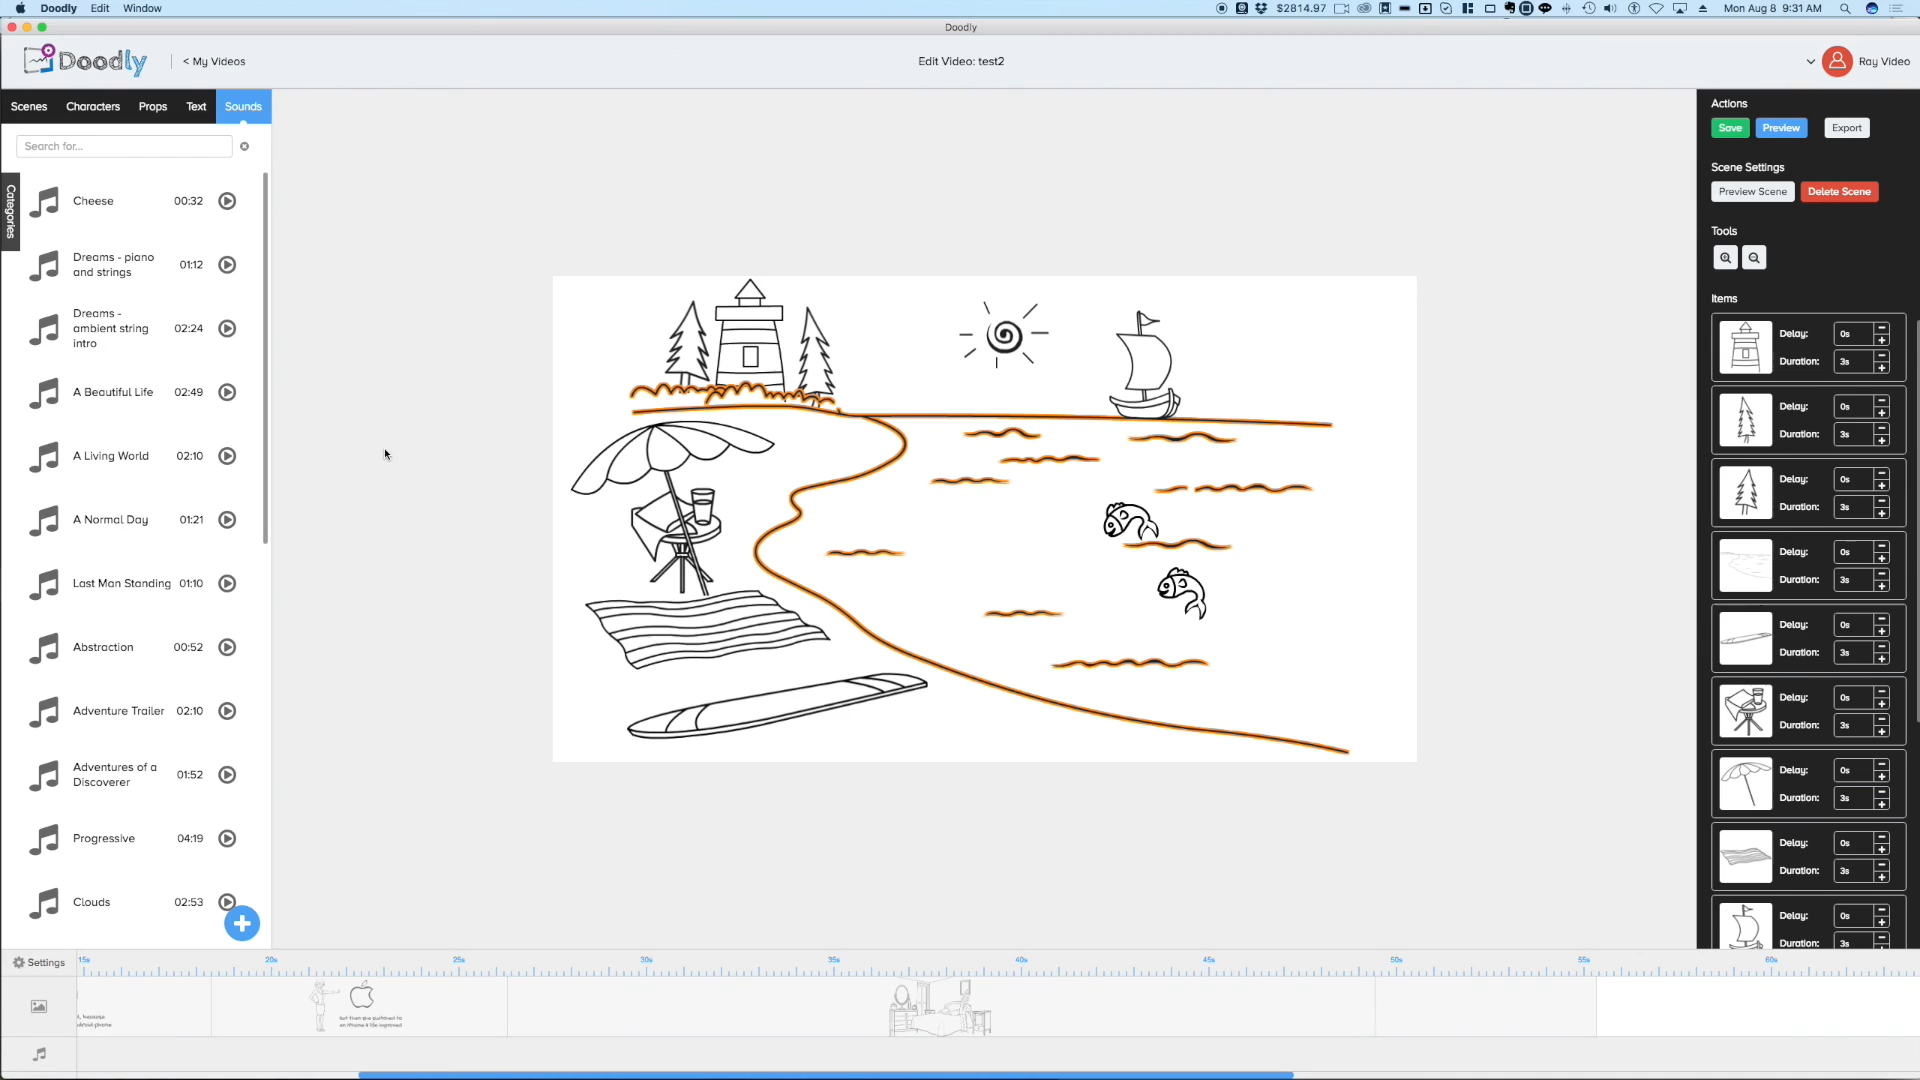 Doodly Edit Window
$2814.97
Mon Aug 8 9:31 AM
Doodly
Doodly
< My Videos
Edit Video: test2
Ray Video
Scenes Characters Props Text Sounds
Search for...
Categories
Cheese 00:32
Dreams - piano
and strings 01:12
Dreams -
ambient string 02:24
intro
A Beautiful Life 02:49
A Living World 02:10
A Normal Day 01:21
Last Man Standing 01:10
Abstraction 00:52
Adventure Trailer 02:10
Adventures of a
Discoverer 01:52
Progressive 04:19
Clouds 02:53
+
Actions
Save Preview Export
Scene Settings
Preview Scene Delete Scene
Tools
Items
Delay: 0s
Duration: 3s
Delay: 0s
Duration: 3s
Delay: 0s
Duration: 3s
Delay: 0s
Duration: 3s
Delay: 0s
Duration: 3s
Delay: 0s
Duration: 3s
Delay: 0s
Duration: 3s
Delay: 0s
Duration: 3s
Delay: 0s
Duration: 3s
Settings
15s 20s 25s 30s 35s 40s 45s 50s 55s 60s